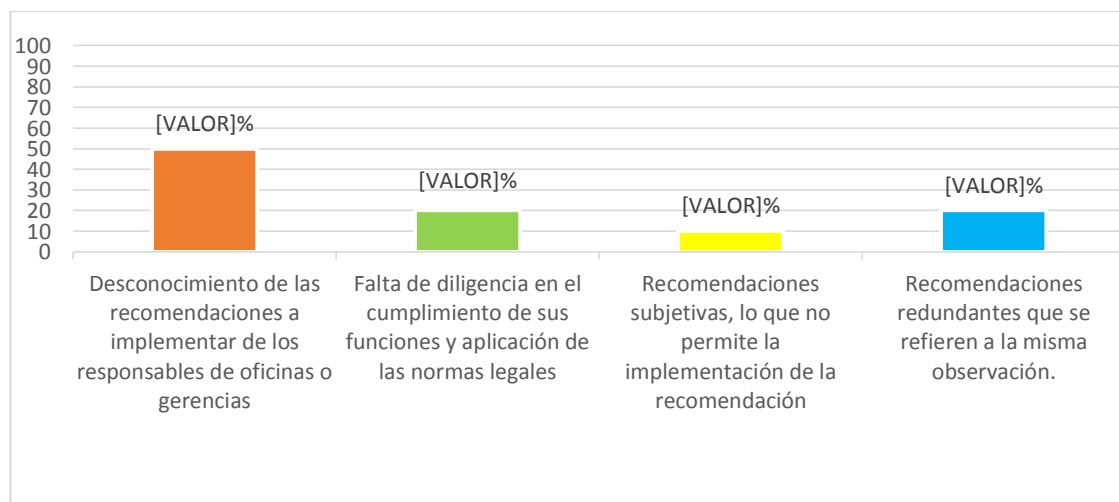 100
90
80
70
60
50
40
30
20
10
0
[VALOR]%
[VALOR]%
[VALOR]%
[VALOR]%
Desconocimiento de las
recomendaciones a
implementar de los
responsables de oficinas o
gerencias
Falta de diligencia en el
cumplimiento de sus
funciones y aplicación de
las normas legales
Recomendaciones
subjetivas, lo que no
permite la
implementación de la
recomendación
Recomendaciones
redundantes que se
refieren a la misma
observación.